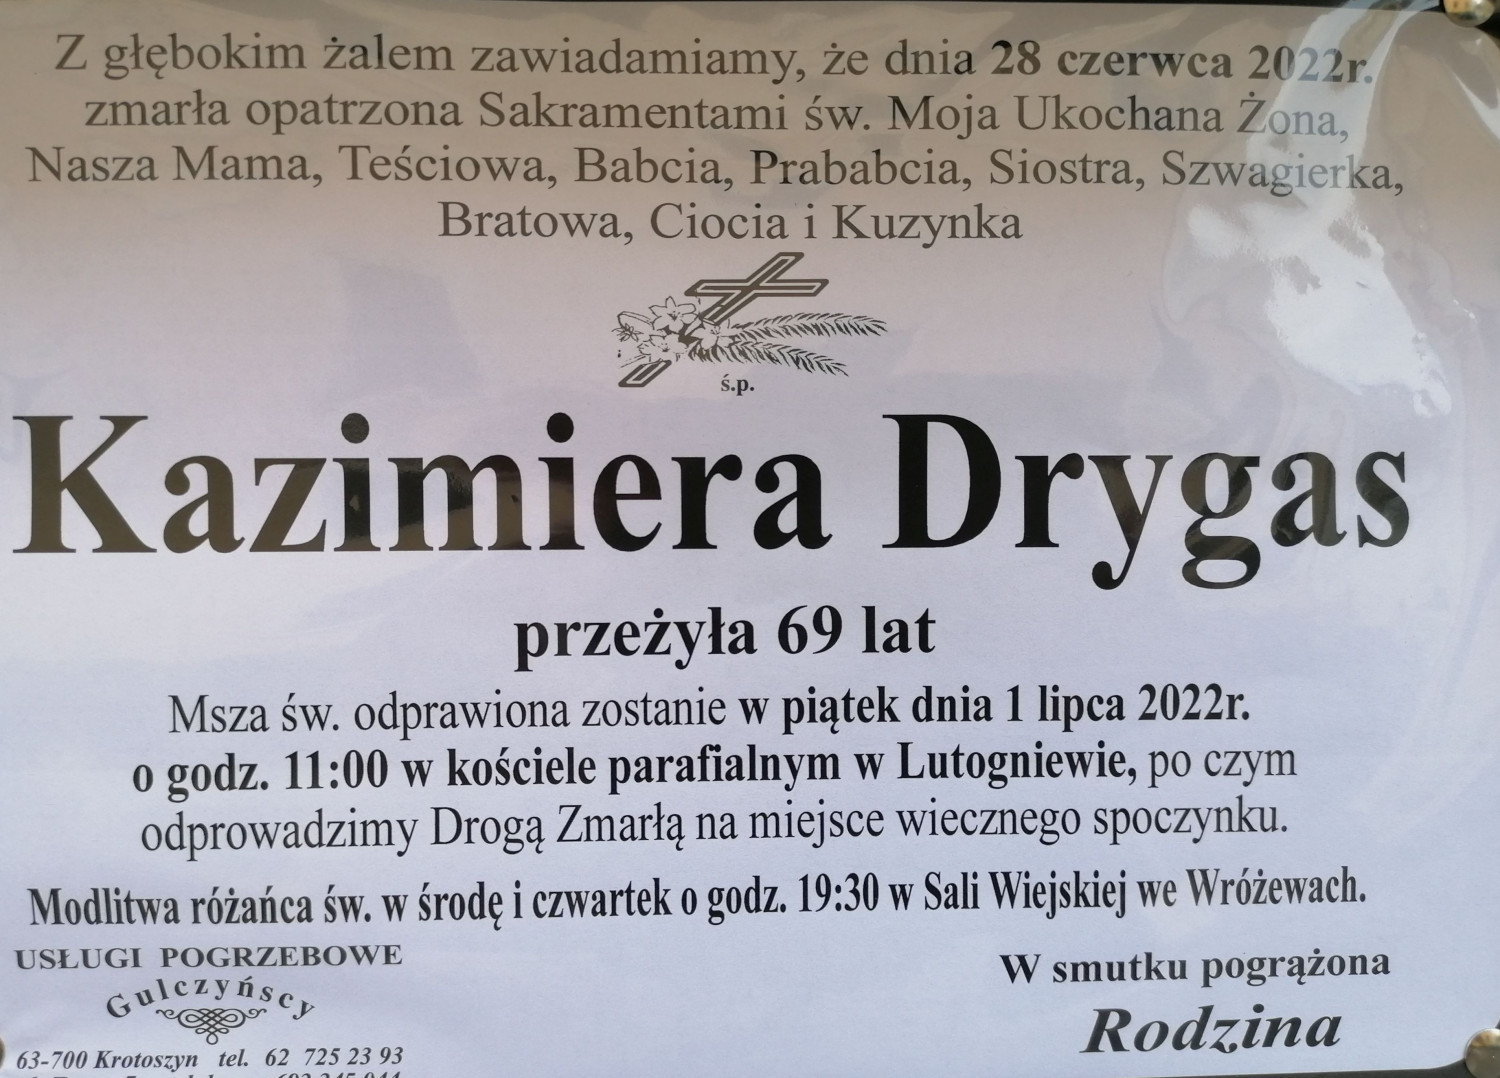 Z głębokim żalem zawiadamiamy, że dnia 28 czerwca 2022r.
zmarła opatrzona Sakramentami św. Moja Ukochana Żona,
Nasza Mama, Teściowa, Babcia, Prababcia, Siostra, Szwagierka,
Bratowa, Ciocia i Kuzynka
ś.p.
Kazimiera Drygas
przeżyła 69 lat
Msza św. odprawiona zostanie w piątek dnia 1 lipca 2022r.
o godz. 11:00 w kościele parafialnym w Lutogniewie, po czym
odprowadzimy Drogą Zmarłą na miejsce wiecznego spoczynku.
Modlitwa różańca św. w środę i czwartek o godz. 19:30 w Sali Wiejskiej we Wróżewach.
USŁUGI POGRZEBOWE
Gulczyńscy
63-700 Krotoszyn tel. 62 725 23 93
W smutku pogrążona
Rodzina